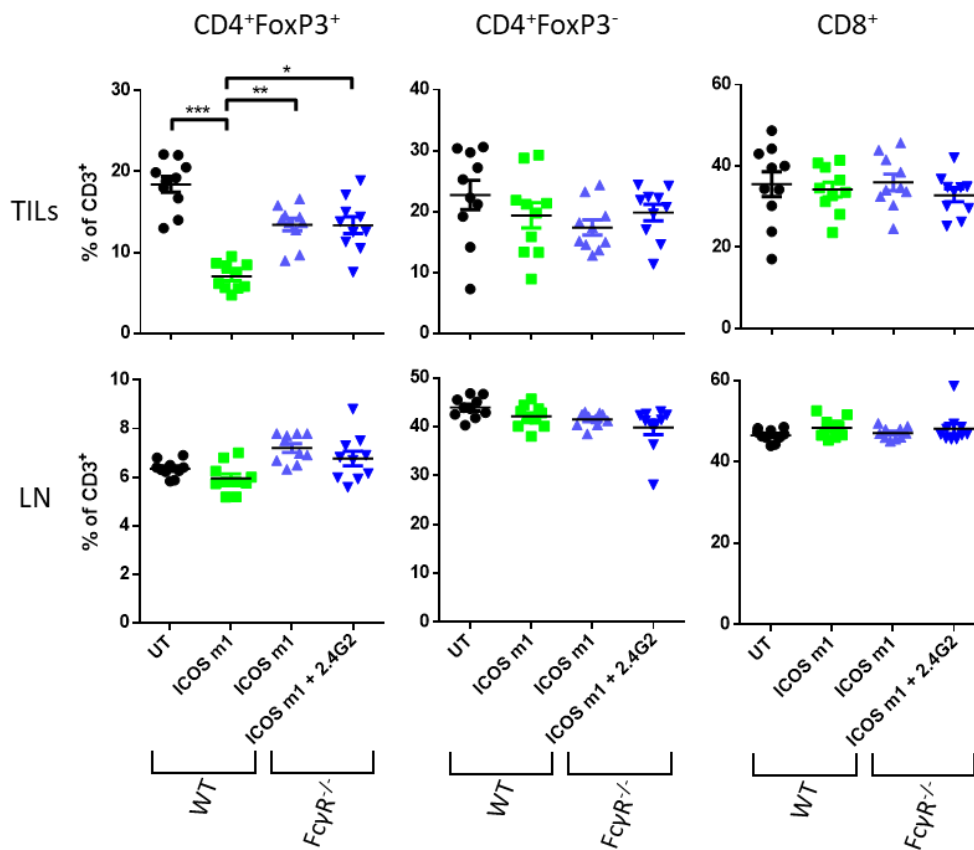 CD4⁺FoxP3⁺ CD4⁺FoxP3⁻ CD8⁺
TILs
% of CD3⁺
30
20
10
0
***
**
*
40
30
20
10
0
60
40
20
0
LN
% of CD3⁺
10
8
6
4
2
0
50
40
30
20
10
0
60
40
20
0
UT
ICOS m1
ICOS m1
ICOS m1 + 2.4G2
UT
ICOS m1
ICOS m1
ICOS m1 + 2.4G2
UT
ICOS m1
ICOS m1
ICOS m1 + 2.4G2
WT
FcγR⁻/⁻
WT
FcγR⁻/⁻
WT
FcγR⁻/⁻